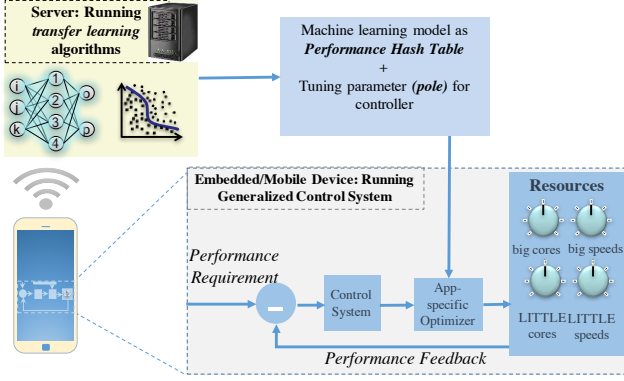 Server: Running
transfer learning
algorithms
i
j
k
1
2
3
4
o
p
Machine learning model as
Performance Hash Table
+
Tuning parameter (pole) for
controller
Embedded/Mobile Device: Running
Generalized Control System
Performance
Requirement
Control
System
App-
specific
Optimizer
Performance Feedback
Resources
big cores
big speeds
LITTLE
cores
LITTLE
speeds